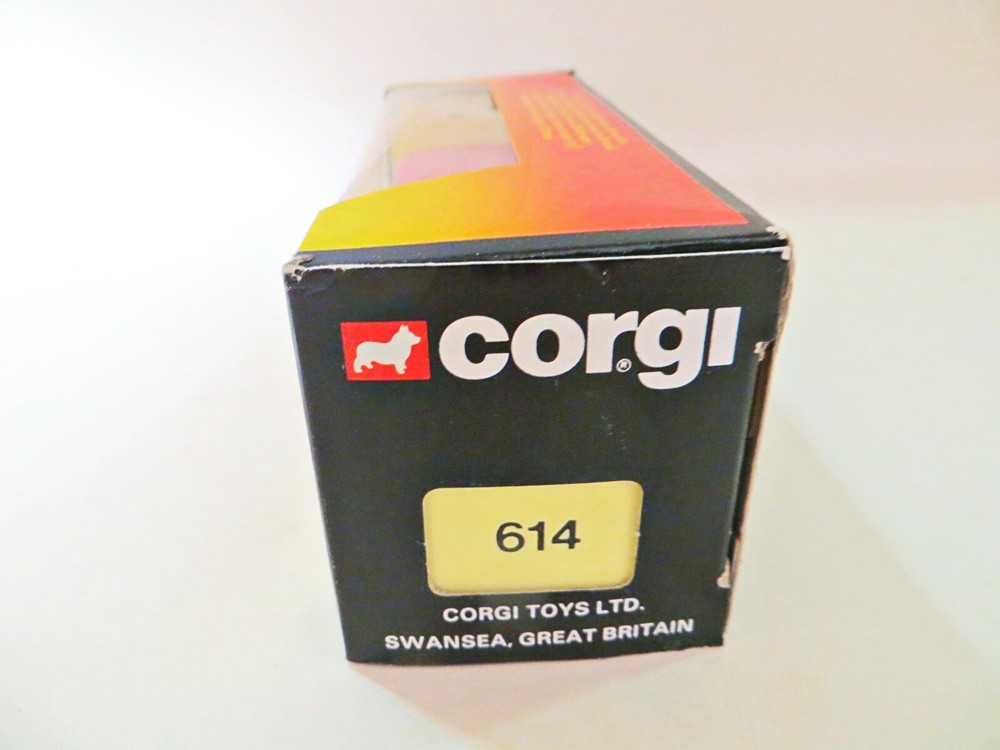 corgi®
614
CORGI TOYS LTD.
SWANSEA, GREAT BRITAIN